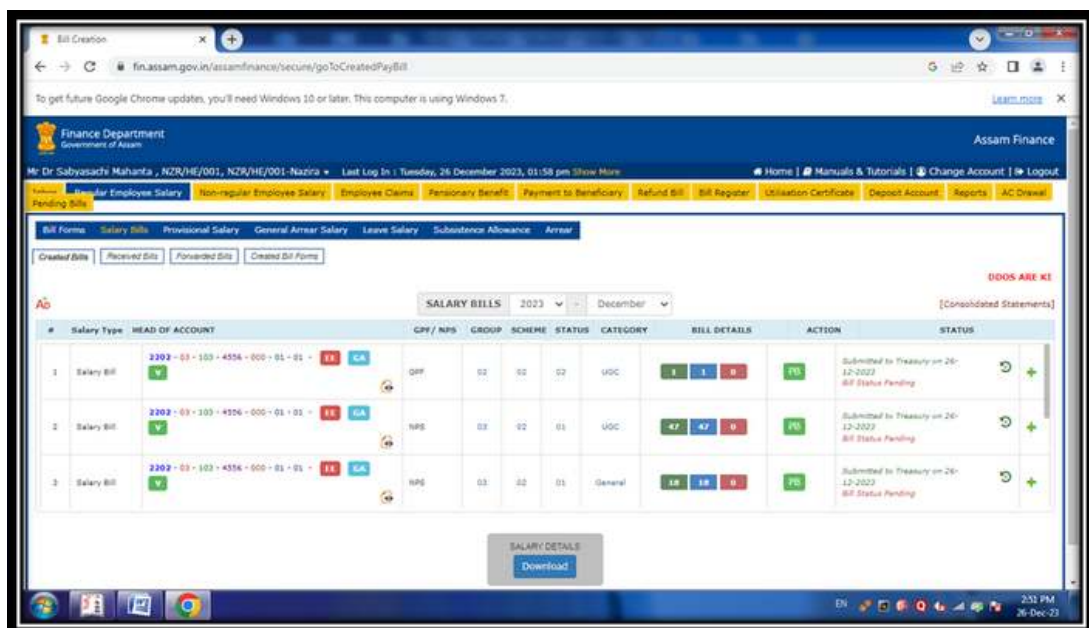 Bill Creation
fin.assam.gov.in/assamfinance/secure/goToCreatedPayBill
To get future Google Chrome updates, you'll need Windows 10 or later. This computer is using Windows 7.
Learn more
Finance Department
Government of Assam
Assam Finance
Mr Dr Sabyasachi Mahanta , NZR/HE/001, NZR/HE/001-Nazira Last Log In : Tuesday, 26 December 2023, 01:58 pm Show More
Home | Manuals & Tutorials | Change Account | Logout
Regular Employee Salary Non-regular Employee Salary Employee Claims Pensionary Benefit Payment to Beneficiary Refund Bill Bill Register Utilisation Certificate Deposit Account Reports AC Drawal
Pending Bills
Bill Forms Salary Bills Provisional Salary General Arrear Salary Leave Salary Subsistence Allowance Arrear
Created Bills Received Bills Forwarded Bills Created Bill Forms
DDOS ARE KI
SALARY BILLS 2023 - December
[Consolidated Statements]
# Salary Type HEAD OF ACCOUNT GPF/ NPS GROUP SCHEME STATUS CATEGORY BILL DETAILS ACTION STATUS
1 Salary Bill 2202 - 03 - 103 - 4556 - 000 - 01 - 01 - EE GA V GPF 02 02 02 UGC 1 1 0 PB Submitted to Treasury on 26-12-2023 Bill Status Pending
2 Salary Bill 2202 - 03 - 103 - 4556 - 000 - 01 - 01 - EE GA V NPS 03 02 01 UGC 47 47 0 PB Submitted to Treasury on 26-12-2023 Bill Status Pending
3 Salary Bill 2202 - 03 - 103 - 4556 - 000 - 01 - 01 - EE GA V NPS 03 02 01 General 18 18 0 PB Submitted to Treasury on 26-12-2023 Bill Status Pending
SALARY DETAILS
Download
EN
2:51 PM
26-Dec-23